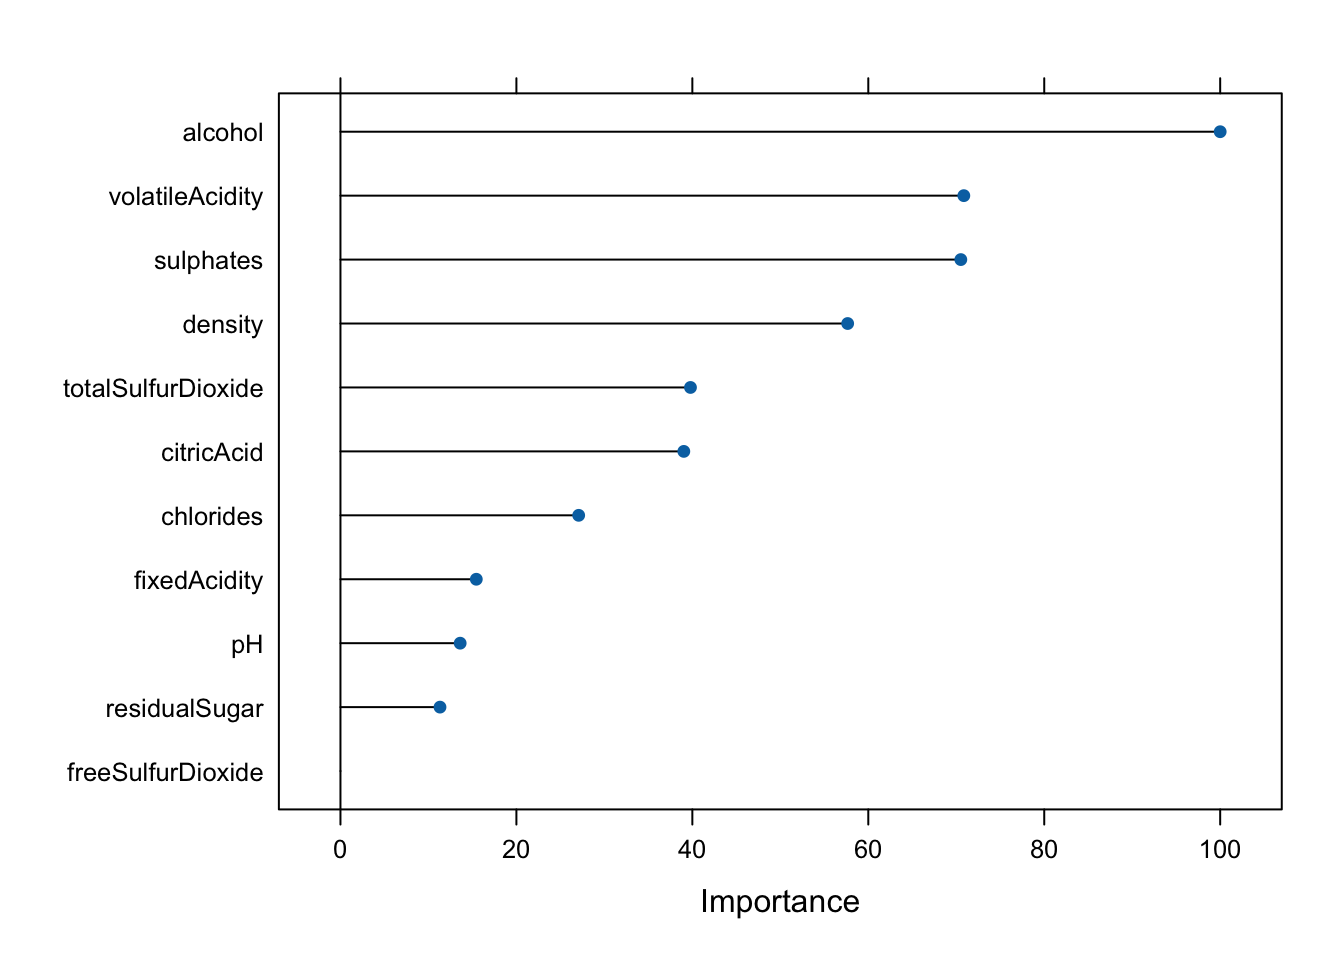 alcohol
volatileAcidity
sulphates
density
totalSulfurDioxide
citricAcid
chlorides
fixedAcidity
pH
residualSugar
freeSulfurDioxide
0 20 40 60 80 100
Importance